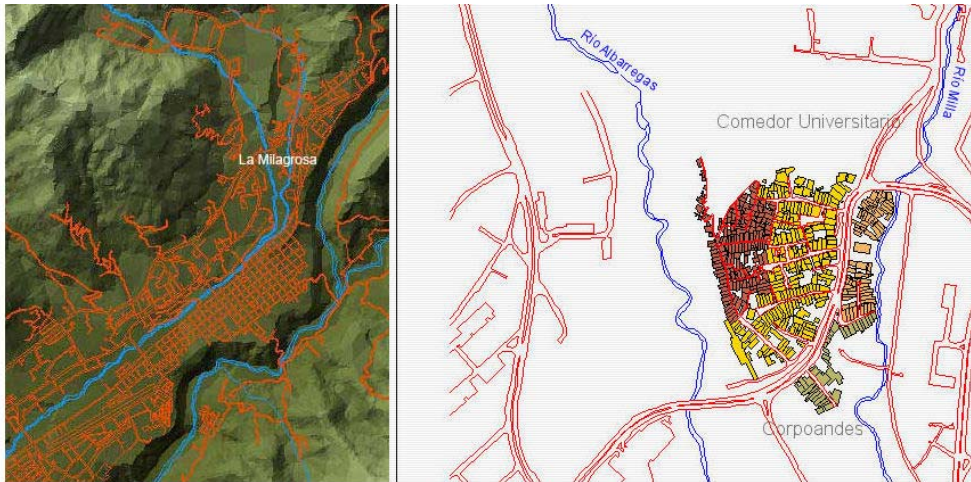 La Milagrosa
Río Albarregas
Río Milla
Comedor Universitario
Corpoandes